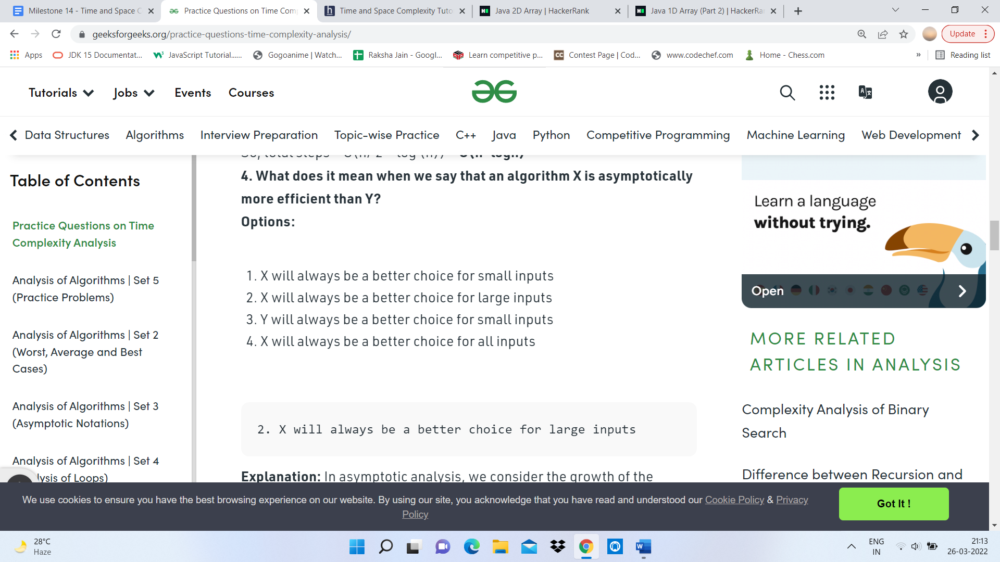 Milestone 14 - Time and Space C
Practice Questions on Time Com
Time and Space Complexity Tuto
Java 2D Array | HackerRank
Java 1D Array (Part 2) | HackerRa
geeksforgeeks.org/practice-questions-time-complexity-analysis/
Update
Apps
JDK 15 Documentat...
JavaScript Tutorial......
Gogoanime | Watch...
Raksha Jain - Googl...
Learn competitive p...
Contest Page | Cod...
www.codechef.com
Home - Chess.com
»
Reading list
Tutorials
Jobs
Events
Courses
Data Structures
Algorithms
Interview Preparation
Topic-wise Practice
C++
Java
Python
Competitive Programming
Machine Learning
Web Development
Table of Contents
Practice Questions on Time
Complexity Analysis
Analysis of Algorithms | Set 5
(Practice Problems)
Analysis of Algorithms | Set 2
(Worst, Average and Best
Cases)
Analysis of Algorithms | Set 3
(Asymptotic Notations)
Analysis of Algorithms | Set 4
lysis of Loops)
4. What does it mean when we say that an algorithm X is asymptotically
more efficient than Y?
Options:
1. X will always be a better choice for small inputs
2. X will always be a better choice for large inputs
3. Y will always be a better choice for small inputs
4. X will always be a better choice for all inputs
2. X will always be a better choice for large inputs
Explanation: In asymptotic analysis, we consider the growth of the
Learn a language
without trying.
Open
MORE RELATED
ARTICLES IN ANALYSIS
Complexity Analysis of Binary
Search
Difference between Recursion and
We use cookies to ensure you have the best browsing experience on our website. By using our site, you acknowledge that you have read and understood our Cookie Policy & Privacy
Policy
Got It !
28°C
Haze
ENG
IN
21:13
26-03-2022